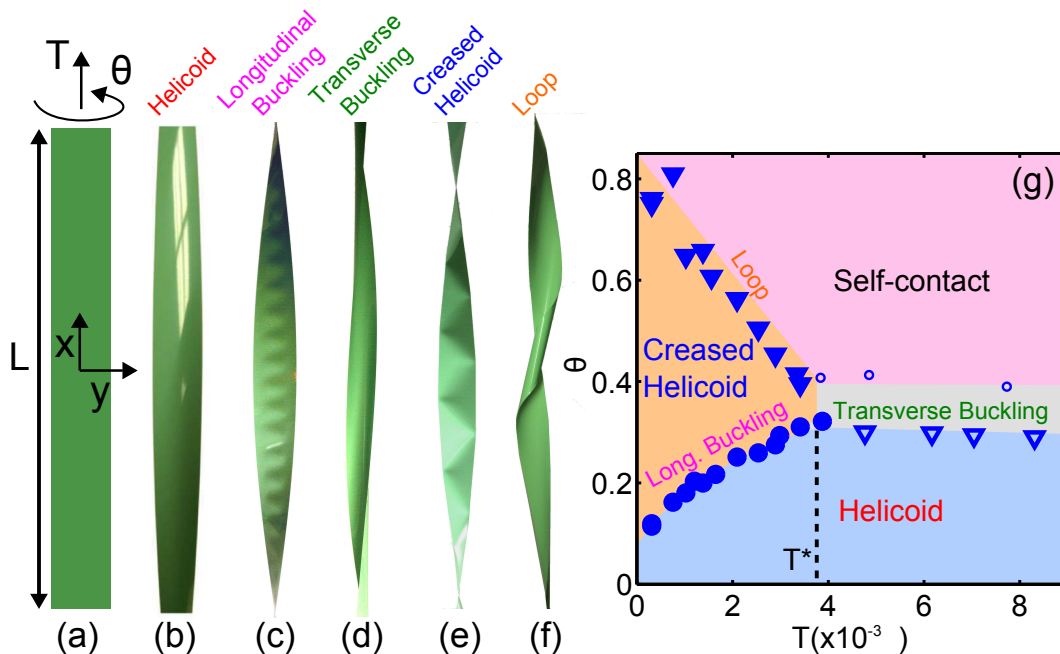 T
θ
L
x
y
Helicoid
Longitudinal
Buckling
Transverse
Buckling
Creased
Helicoid
Loop
(a)
(b)
(c)
(d)
(e)
(f)
(g)
0.8
0.6
0.4
0.2
0
θ
Loop
Self-contact
Creased
Helicoid
Long. Buckling
Transverse Buckling
Helicoid
T*
0
2
4
6
8
T(x10⁻³ )